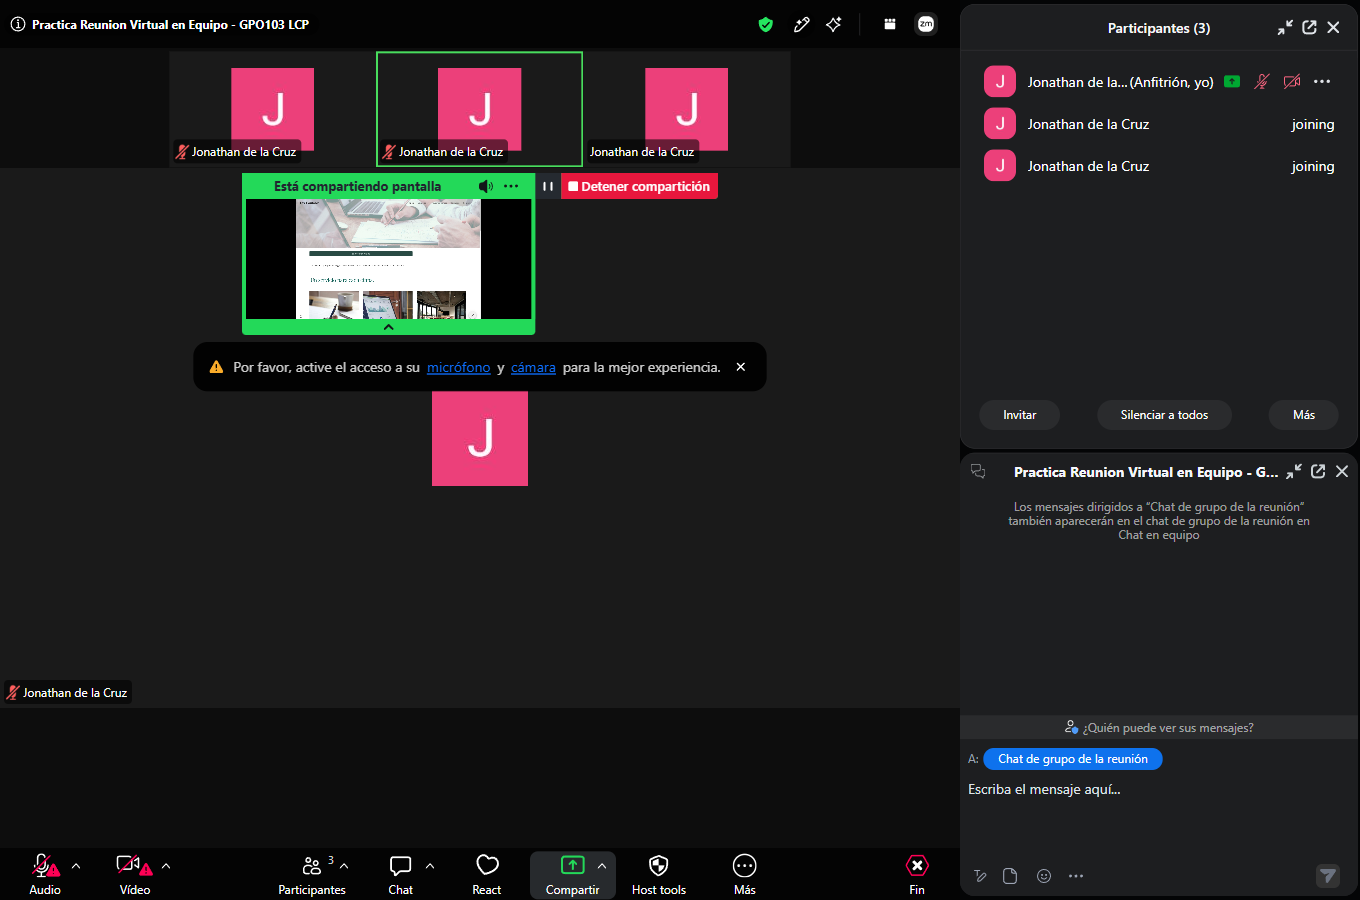 Practica Reunion Virtual en Equipo - GPO103 LCP
zm
J
J
J
Jonathan de la Cruz
Jonathan de la Cruz
Jonathan de la Cruz
Está compartiendo pantalla
Detener compartición
Por favor, active el acceso a su micrófono y cámara para la mejor experiencia.
J
Jonathan de la Cruz
Audio
Vídeo
3
Participantes
Chat
React
Compartir
Host tools
Más
Fin
Participantes (3)
J Jonathan de la... (Anfitrión, yo)
J Jonathan de la Cruz joining
J Jonathan de la Cruz joining
Invitar
Silenciar a todos
Más
Practica Reunion Virtual en Equipo - G...
Los mensajes dirigidos a “Chat de grupo de la reunión”
también aparecerán en el chat de grupo de la reunión en
Chat en equipo
¿Quién puede ver sus mensajes?
A: Chat de grupo de la reunión
Escriba el mensaje aquí...